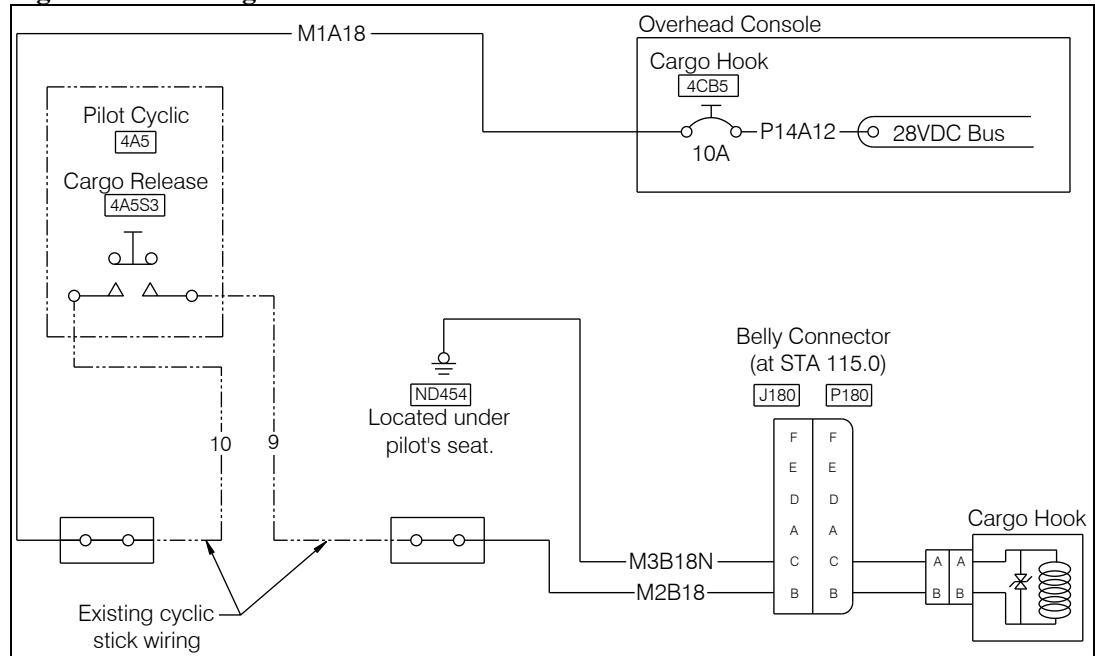 M1A18
Overhead Console
Cargo Hook
4CB5
10A
P14A12
28VDC Bus
Pilot Cyclic
4A5
Cargo Release
4A5S3
ND454
Located under
pilot's seat.
10
9
Belly Connector
(at STA 115.0)
J180 P180
F F
E E
D D
A A
C C
B B
M3B18N
M2B18
Cargo Hook
A A
B B
Existing cyclic
stick wiring